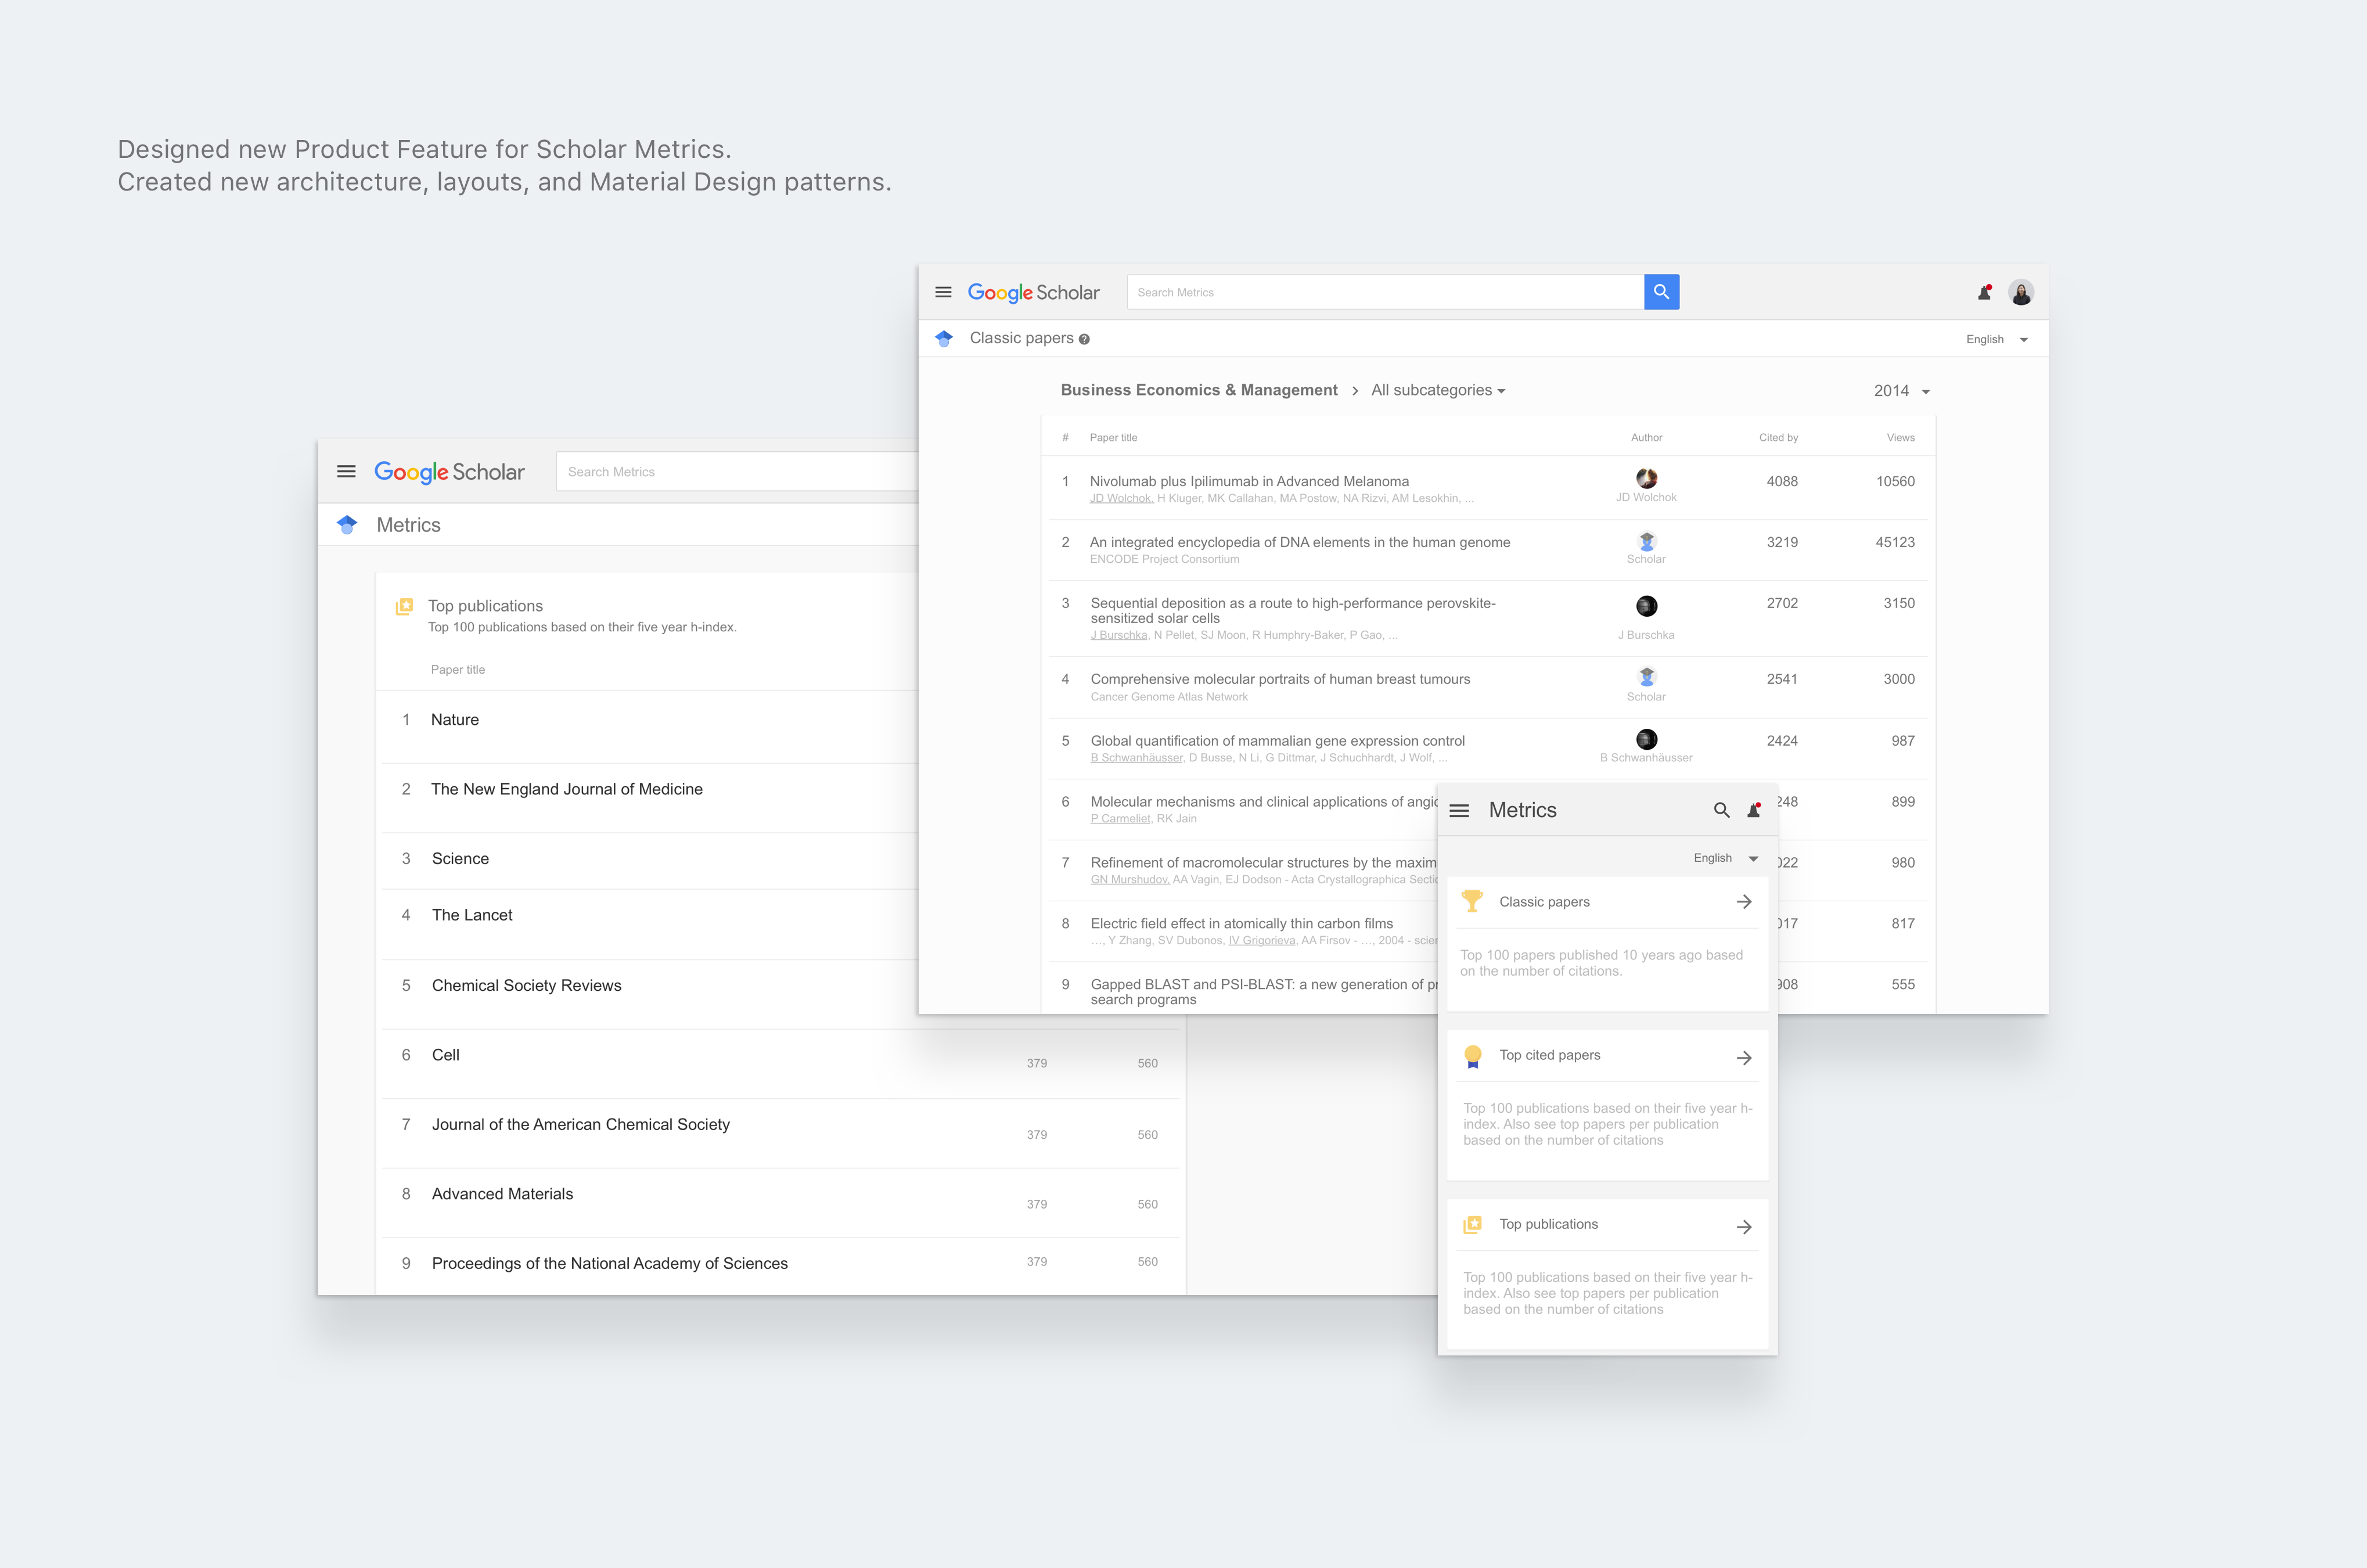 Designed new Product Feature for Scholar Metrics.
Created new architecture, layouts, and Material Design patterns.
Google Scholar
Search Metrics
Metrics
Top publications
Top 100 publications based on their five year h-index.
Paper title
1 Nature
2 The New England Journal of Medicine
3 Science
4 The Lancet
5 Chemical Society Reviews
6 Cell 379 560
7 Journal of the American Chemical Society 379 560
8 Advanced Materials 379 560
9 Proceedings of the National Academy of Sciences 379 560
Google Scholar
Search Metrics
Classic papers ?
English
Business Economics & Management > All subcategories
2014
# Paper title Author Cited by Views
1 Nivolumab plus Ipilimumab in Advanced Melanoma 4088 10560
JD Wolchok, H Kluger, MK Callahan, MA Postow, NA Rizvi, AM Lesokhin, ... JD Wolchok
2 An integrated encyclopedia of DNA elements in the human genome 3219 45123
ENCODE Project Consortium Scholar
3 Sequential deposition as a route to high-performance perovskite- 2702 3150
sensitized solar cells
J Burschka, N Pellet, SJ Moon, R Humphry-Baker, P Gao, ... J Burschka
4 Comprehensive molecular portraits of human breast tumours 2541 3000
Cancer Genome Atlas Network Scholar
5 Global quantification of mammalian gene expression control 2424 987
B Schwanhäusser, D Busse, N Li, G Dittmar, J Schuchhardt, J Wolf, ... B Schwanhäusser
6 Molecular mechanisms and clinical applications of angio 248 899
P Carmeliet, RK Jain
7 Refinement of macromolecular structures by the maxim 022 980
GN Murshudov, AA Vagin, EJ Dodson - Acta Crystallographica Sectio
8 Electric field effect in atomically thin carbon films 017 817
..., Y Zhang, SV Dubonos, IV Grigorieva, AA Firsov - ..., 2004 - scien
9 Gapped BLAST and PSI-BLAST: a new generation of pr 908 555
search programs
Metrics
English
Classic papers
Top 100 papers published 10 years ago based
on the number of citations.
Top cited papers
Top 100 publications based on their five year h-
index. Also see top papers per publication
based on the number of citations
Top publications
Top 100 publications based on their five year h-
index. Also see top papers per publication
based on the number of citations